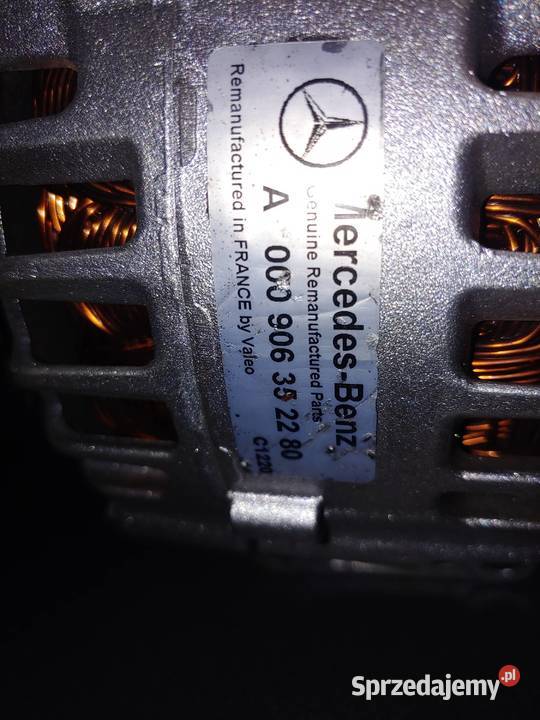 Mercedes-Benz
Genuine Remanufactured Parts
A 000 906 35 22 80
Remanufactured in FRANCE by Valeo
Sprzedajemy.pl